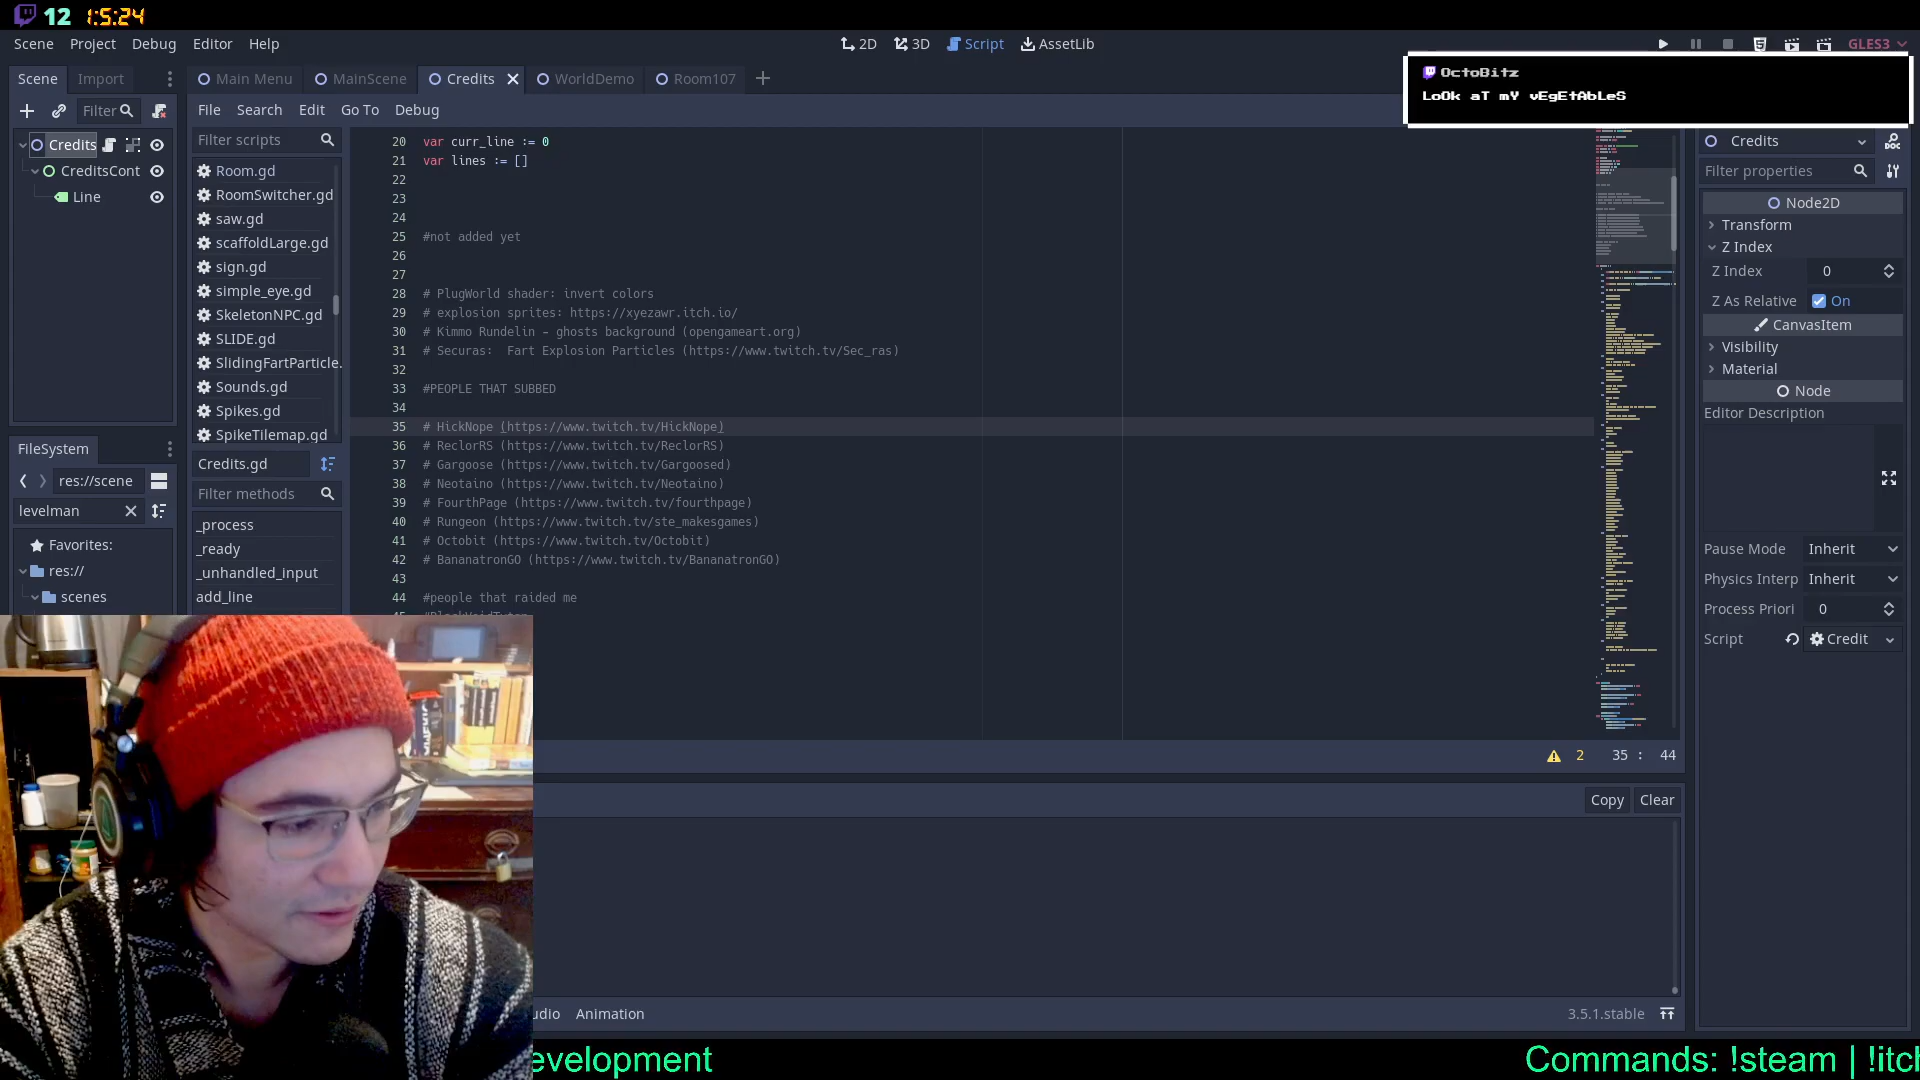 12 1:5:24
Scene Project Debug Editor Help
2D 3D Script AssetLib
GLES3
OctoBitz
LoOk aT mY vEgEtAbLeS
Scene Import
Main Menu MainScene Credits WorldDemo Room107
Filter
File Search Edit Go To Debug
Credits
CreditsCont
Line
Filter scripts
Room.gd
RoomSwitcher.gd
saw.gd
scaffoldLarge.gd
sign.gd
simple_eye.gd
SkeletonNPC.gd
SLIDE.gd
SlidingFartParticle.
Sounds.gd
Spikes.gd
SpikeTilemap.gd
Credits.gd
Filter methods
_process
_ready
_unhandled_input
add_line
FileSystem
res://scene
levelman
Favorites:
res://
scenes
20 var curr_line := 0
21 var lines := []
22
23
24
25 #not added yet
26
27
28 # PlugWorld shader: invert colors
29 # explosion sprites: https://xyezawr.itch.io/
30 # Kimmo Rundelin - ghosts background (opengameart.org)
31 # Securas:  Fart Explosion Particles (https://www.twitch.tv/Sec_ras)
32
33 #PEOPLE THAT SUBBED
34
35 # HickNope (https://www.twitch.tv/HickNope)
36 # ReclorRS (https://www.twitch.tv/ReclorRS)
37 # Gargoose (https://www.twitch.tv/Gargoosed)
38 # Neotaino (https://www.twitch.tv/Neotaino)
39 # FourthPage (https://www.twitch.tv/fourthpage)
40 # Rungeon (https://www.twitch.tv/ste_makesgames)
41 # Octobit (https://www.twitch.tv/Octobit)
42 # BananatronGO (https://www.twitch.tv/BananatronGO)
43
44 #people that raided me
2 35 : 44
Copy Clear
udio Animation
3.5.1.stable
Credits
Filter properties
Node2D
Transform
Z Index
Z Index 0
Z As Relative On
CanvasItem
Visibility
Material
Node
Editor Description
Pause Mode Inherit
Physics Interp Inherit
Process Priori 0
Script Credit
evelopment Commands: !steam | !itch